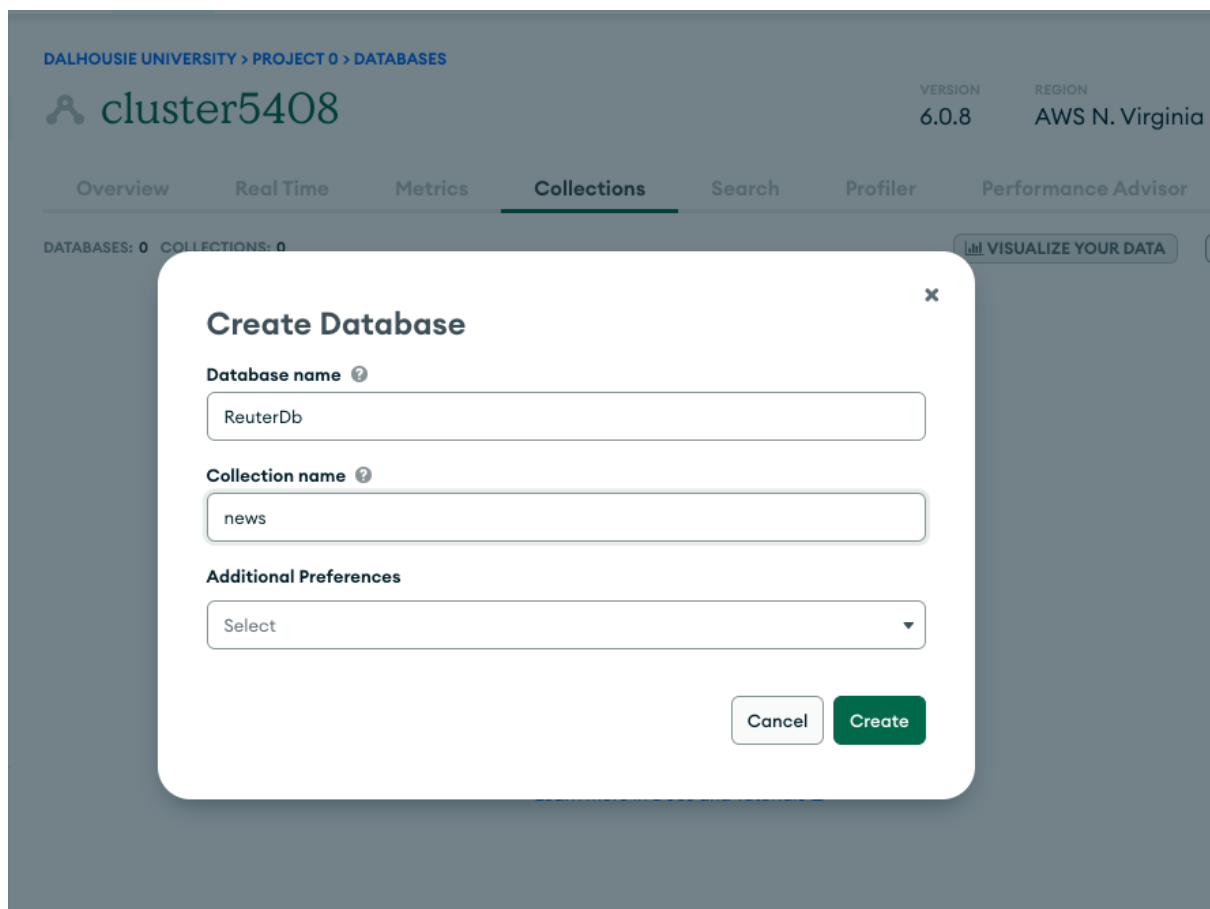 DALHOUSIE UNIVERSITY > PROJECT 0 > DATABASES
cluster5408
VERSION
6.0.8
REGION
AWS N. Virginia
Overview Real Time Metrics Collections Search Profiler Performance Advisor
DATABASES: 0 COLLECTIONS: 0
VISUALIZE YOUR DATA
Create Database
Database name
ReuterDb
Collection name
news
Additional Preferences
Select
Cancel Create